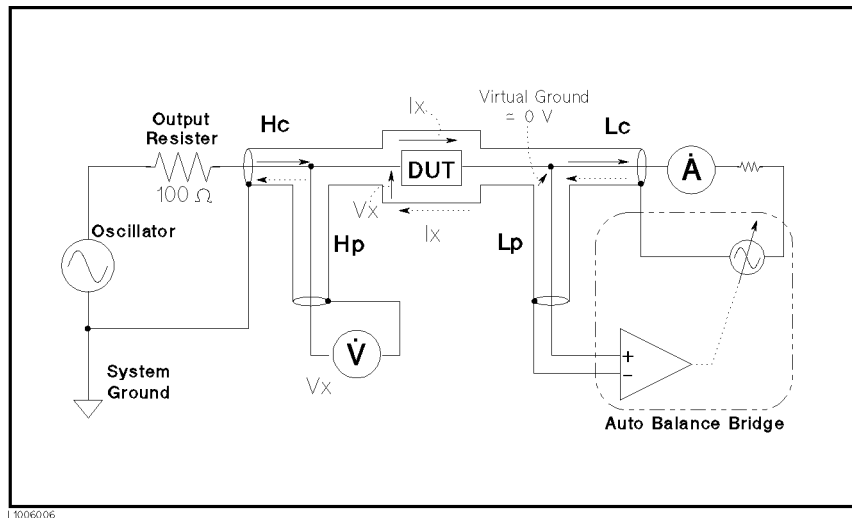 Output
Resister
100 Ω
Oscillator
System
Ground
Hc
Ix
Virtual Ground
≃ 0 V
Lc
DUT
Vx
Ix
Hp
Lp
A
V
Vx
+
−
Auto Balance Bridge
L1006006